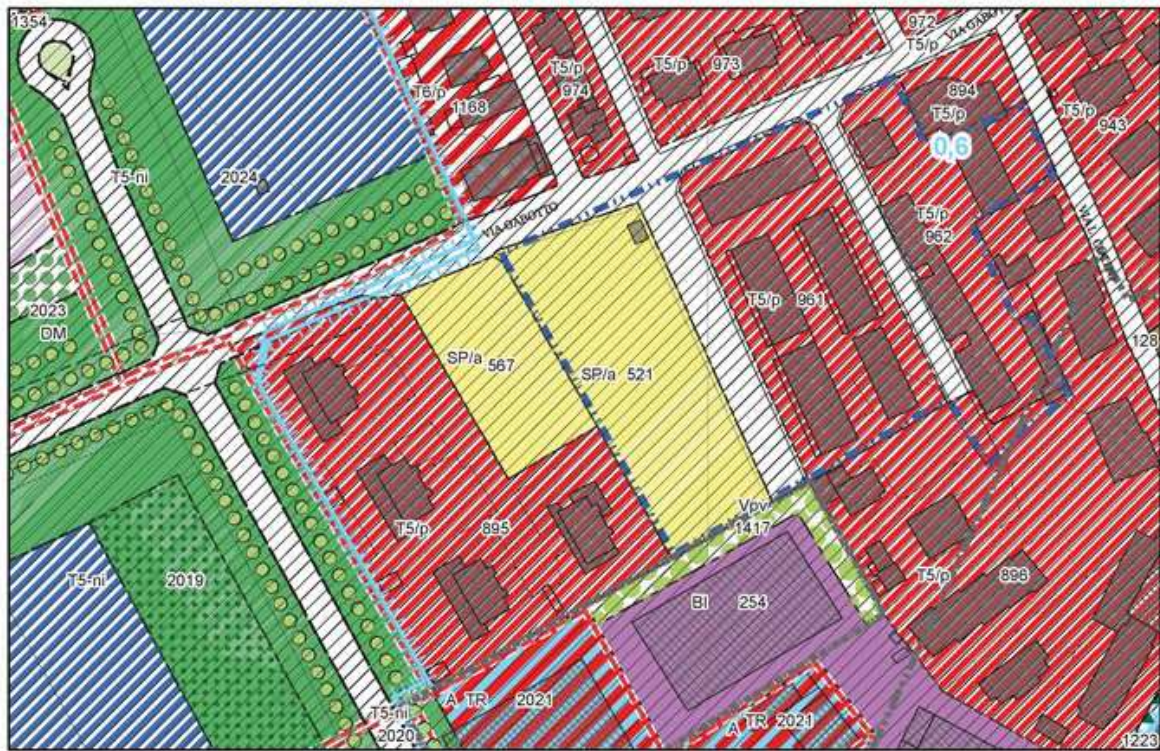 1354
972
T5/p
VIA GABOTTO
T5/p
973
T5/p
974
T6/p
1168
894
T5/p
0,6
T5/p
943
T5-ni
2024
VIA GABOTTO
T5/p
962
2023
DM
T5/p 961
128
SP/a 567
SP/a 521
Vpv
1417
T5/p
895
T5-ni
2019
BI 254
T5/p
896
A TR 2021
A TR 2021
T5-ni
2020
1223